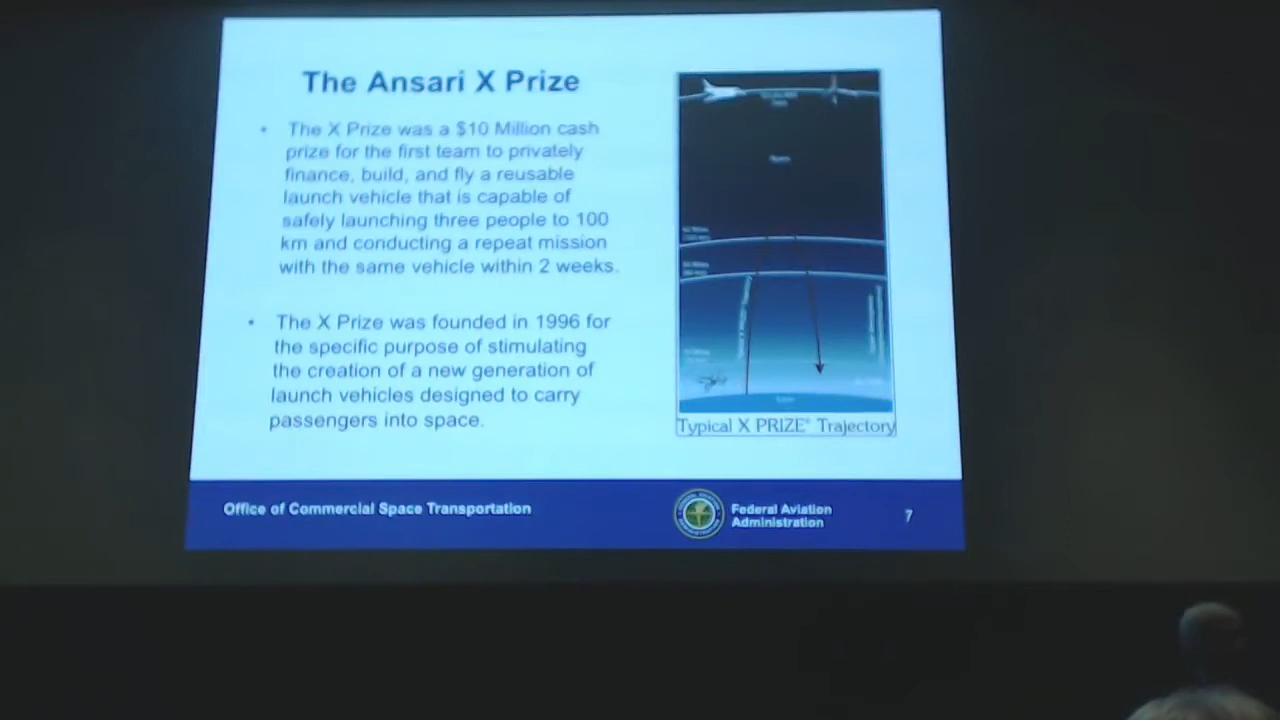 The Ansari X Prize
• The X Prize was a $10 Million cash
prize for the first team to privately
finance, build, and fly a reusable
launch vehicle that is capable of
safely launching three people to 100
km and conducting a repeat mission
with the same vehicle within 2 weeks.
• The X Prize was founded in 1996 for
the specific purpose of stimulating
the creation of a new generation of
launch vehicles designed to carry
passengers into space.
Typical X PRIZE® Trajectory
Office of Commercial Space Transportation
Federal Aviation
Administration
7